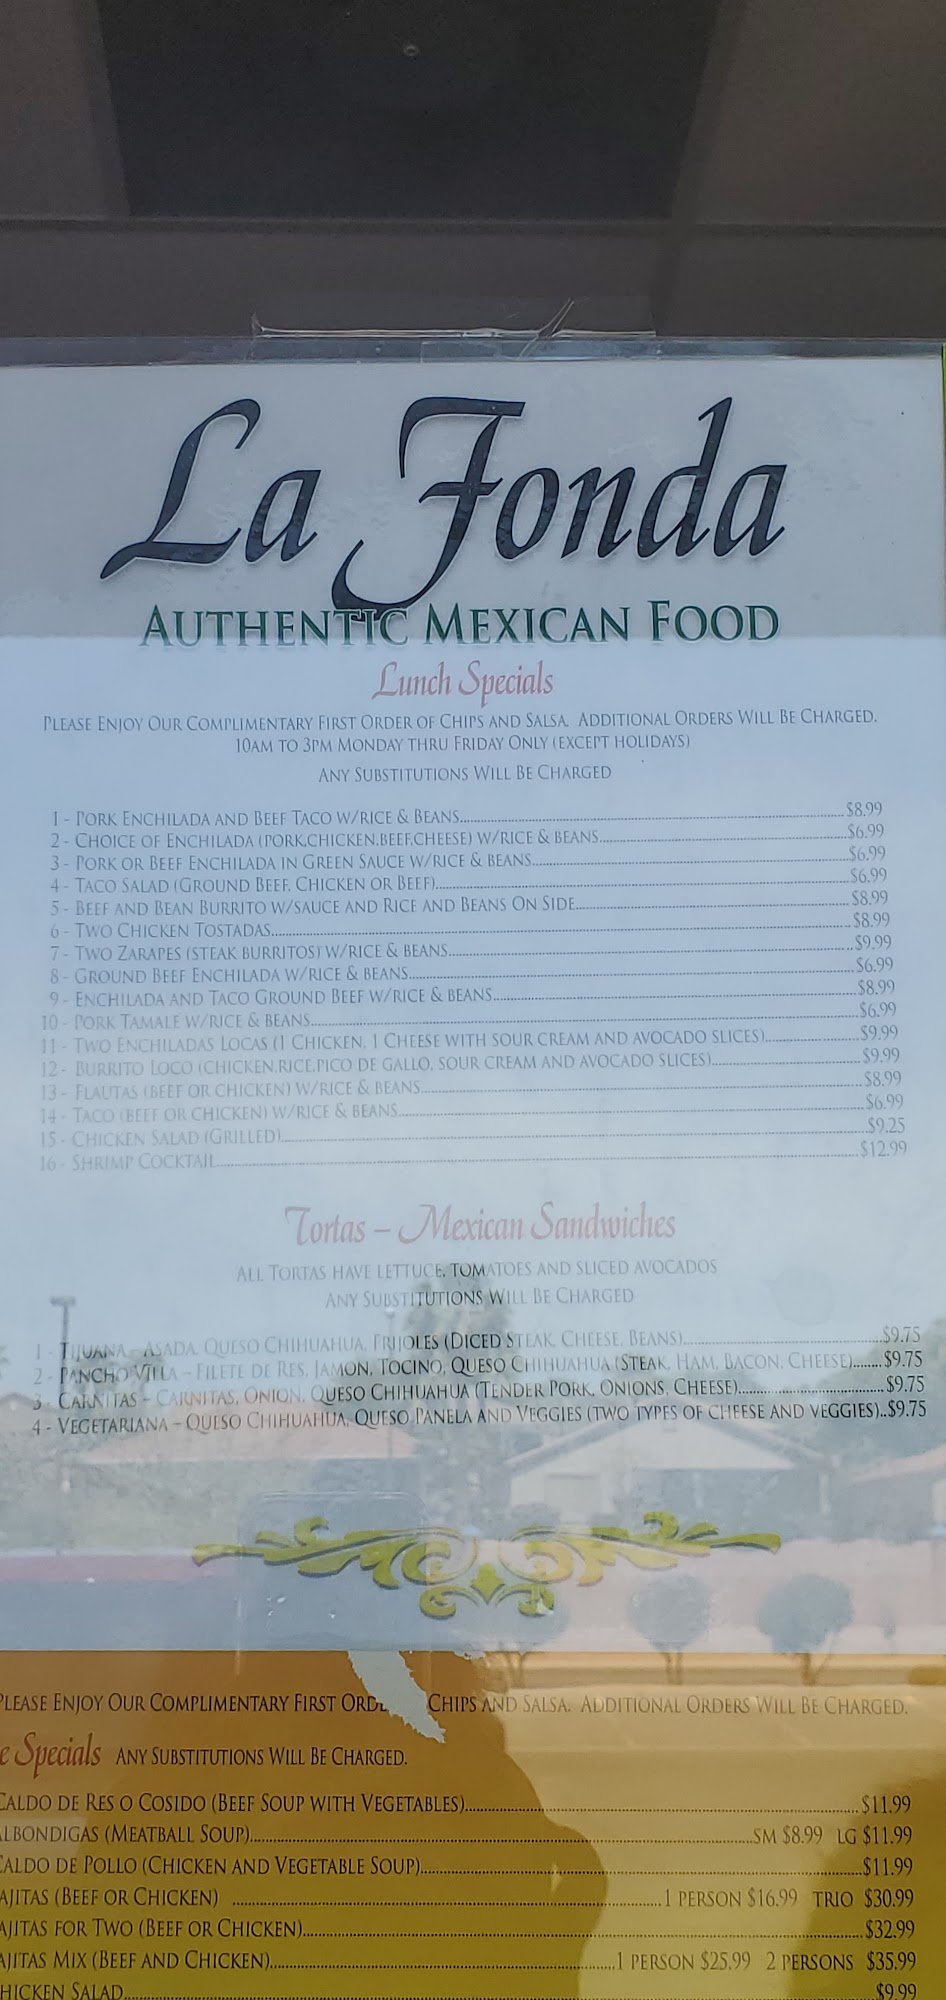 La Fonda
Authentic Mexican Food
Lunch Specials
Please Enjoy Our Complimentary First Order of Chips and Salsa. Additional Orders Will Be Charged.
10am to 3pm Monday thru Friday Only (except holidays)
Any Substitutions Will Be Charged
1 - Pork Enchilada and Beef Taco w/rice & beans...$8.99
2 - Choice of Enchilada (pork,chicken,beef,cheese) w/rice & beans...$6.99
3 - Pork or Beef Enchilada in Green Sauce w/rice & beans...$6.99
4 - Taco Salad (Ground Beef, Chicken or Beef)...$6.99
5 - Beef and Bean Burrito w/sauce and Rice and Beans On Side...$8.99
6 - Two Chicken Tostadas...$8.99
7 - Two Zarapes (steak burritos) w/rice & beans...$9.99
8 - Ground Beef Enchilada w/rice & beans...$6.99
9 - Enchilada and Taco Ground Beef w/rice & beans...$8.99
10 - Pork Tamale w/rice & beans...$6.99
11 - Two Enchiladas Locas (1 Chicken, 1 Cheese with sour cream and avocado slices)...$9.99
12 - Burrito Loco (chicken,rice,pico de gallo, sour cream and avocado slices)...$9.99
13 - Flautas (beef or chicken) w/rice & beans...$8.99
14 - Taco (beef or chicken) w/rice & beans...$6.99
15 - Chicken Salad (Grilled)...$9.25
16 - Shrimp Cocktail...$12.99
Tortas – Mexican Sandwiches
All Tortas have lettuce, tomatoes and sliced avocados
Any Substitutions Will Be Charged
1 - Tijuana - Asada, Queso Chihuahua, Frijoles (Diced Steak, Cheese, Beans)...$9.75
2 - Pancho Villa – Filete de Res, Jamon, Tocino, Queso Chihuahua (Steak, Ham, Bacon, Cheese)...$9.75
3 - Carnitas – Carnitas, Onion, Queso Chihuahua (Tender Pork, Onions, Cheese)...$9.75
4 - Vegetariana – Queso Chihuahua, Queso Panela and Veggies (two types of cheese and veggies)..$9.75
Please Enjoy Our Complimentary First Orde Chips and Salsa. Additional Orders Will Be Charged.
e Specials Any Substitutions Will Be Charged.
Caldo de Res o Cosido (Beef Soup with Vegetables)...$11.99
lbondigas (Meatball Soup)...SM $8.99 LG $11.99
Caldo de Pollo (Chicken and Vegetable Soup)...$11.99
ajitas (Beef or Chicken) ...1 person $16.99 trio $30.99
ajitas for Two (Beef or Chicken)...$32.99
ajitas Mix (Beef and Chicken)...1 person $25.99 2 persons $35.99
hicken Salad...$9.99